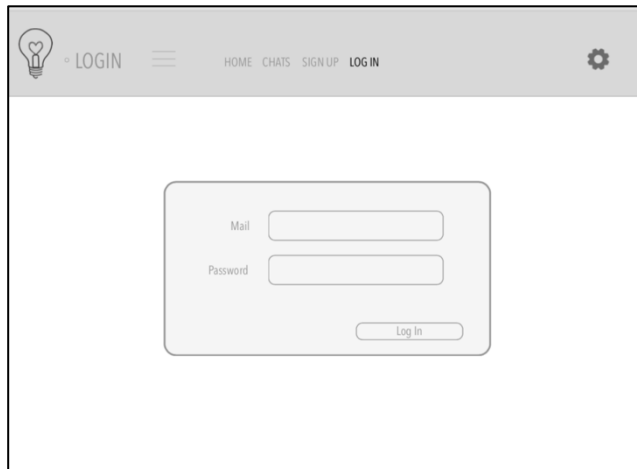 ◦ LOGIN
HOME CHATS SIGN UP LOG IN
Mail
Password
Log In